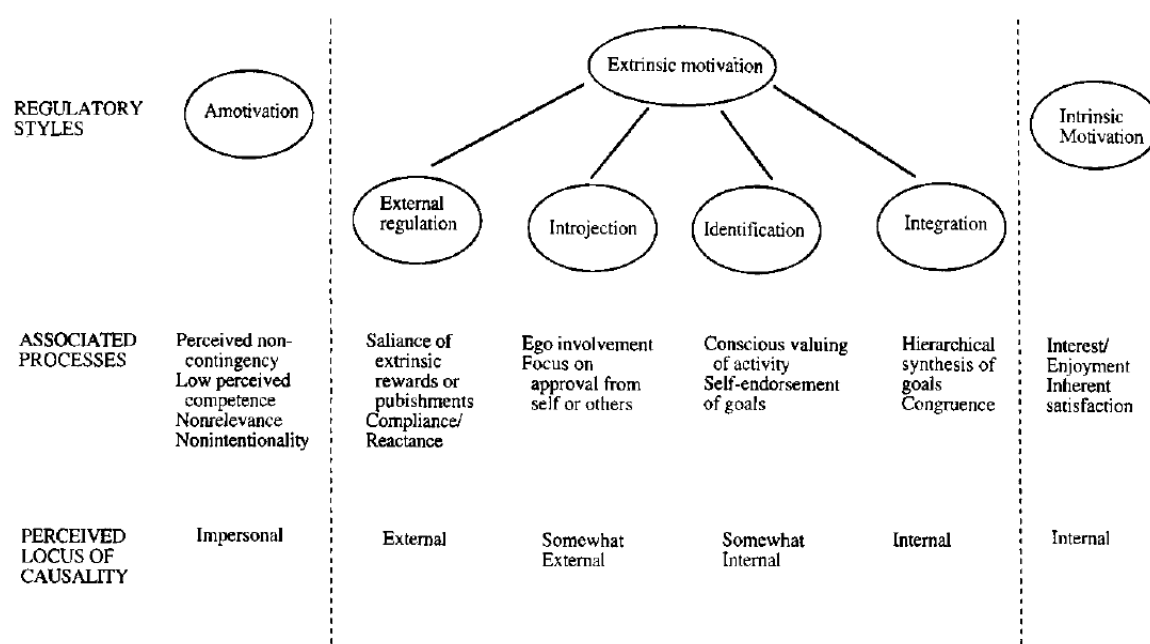 Extrinsic motivation
REGULATORY
STYLES
Amotivation
Intrinsic
Motivation
External
regulation
Introjection
Identification
Integration
ASSOCIATED
PROCESSES
Perceived non-
contingency
Low perceived
competence
Nonrelevance
Nonintentionality
Saliance of
extrinsic
rewards or
pubishments
Compliance/
Reactance
Ego involvement
Focus on
approval from
self or others
Conscious valuing
of activity
Self-endorsement
of goals
Hierarchical
synthesis of
goals
Congruence
Interest/
Enjoyment
Inherent
satisfaction
PERCEIVED
LOCUS OF
CAUSALITY
Impersonal
External
Somewhat
External
Somewhat
Internal
Internal
Internal